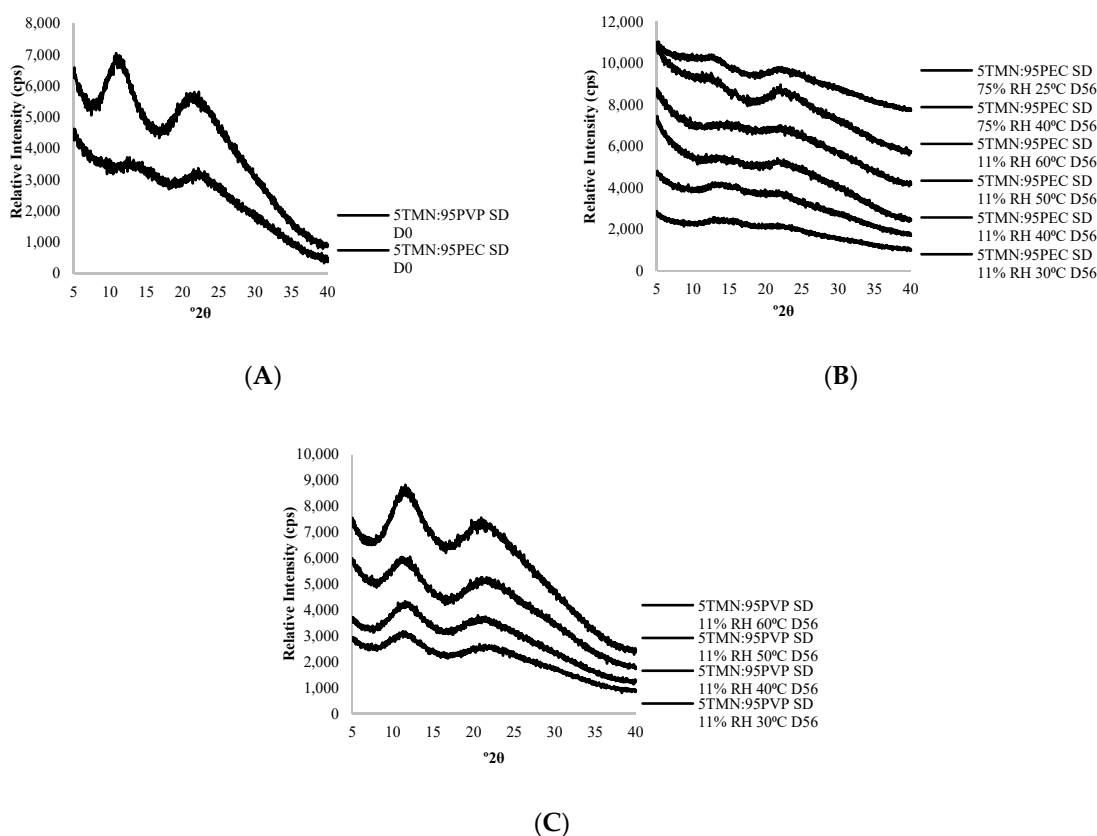 8,000
7,000
6,000
5,000
4,000
3,000
2,000
1,000
0
Relative Intensity (cps)
5 10 15 20 25 30 35 40
°2θ
5TMN:95PVP SD
D0
5TMN:95PEC SD
D0
(A)
12,000
10,000
8,000
6,000
4,000
2,000
0
Relative Intensity (cps)
5 10 15 20 25 30 35 40
°2θ
5TMN:95PEC SD
75% RH 25ºC D56
5TMN:95PEC SD
75% RH 40ºC D56
5TMN:95PEC SD
11% RH 60ºC D56
5TMN:95PEC SD
11% RH 50ºC D56
5TMN:95PEC SD
11% RH 40ºC D56
5TMN:95PEC SD
11% RH 30ºC D56
(B)
10,000
9,000
8,000
7,000
6,000
5,000
4,000
3,000
2,000
1,000
0
Relative Intensity (cps)
5 10 15 20 25 30 35 40
°2θ
5TMN:95PVP SD
11% RH 60ºC D56
5TMN:95PVP SD
11% RH 50ºC D56
5TMN:95PVP SD
11% RH 40ºC D56
5TMN:95PVP SD
11% RH 30ºC D56
(C)